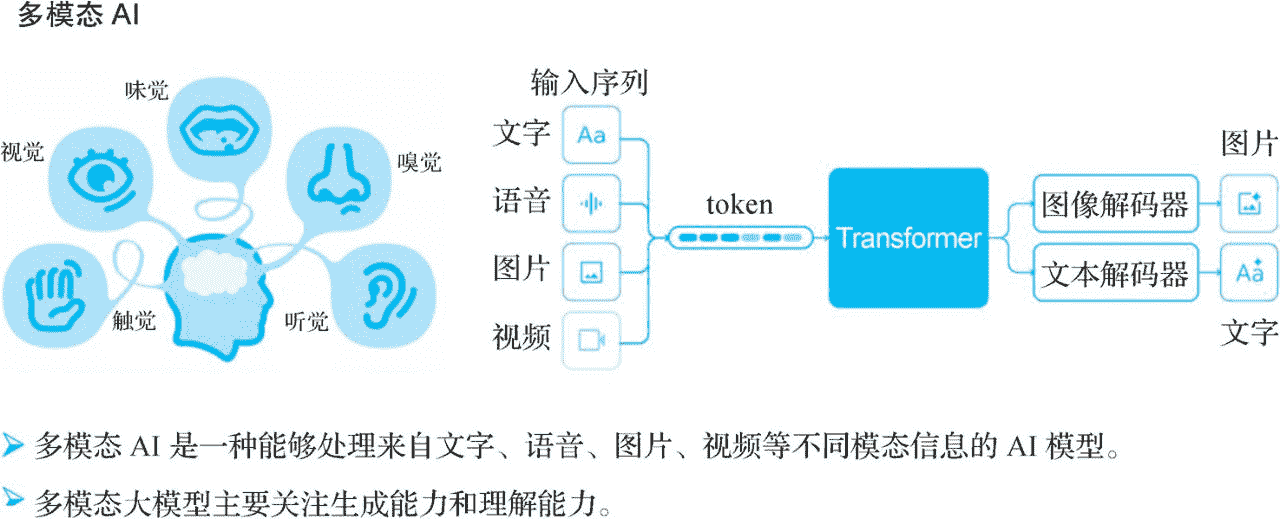 多模态 AI
味觉
视觉
嗅觉
触觉
听觉
输入序列
文字
Aa
语音
图片
视频
token
Transformer
图像解码器
文本解码器
图片
Aa
文字
多模态 AI 是一种能够处理来自文字、语音、图片、视频等不同模态信息的 AI 模型。
多模态大模型主要关注生成能力和理解能力。